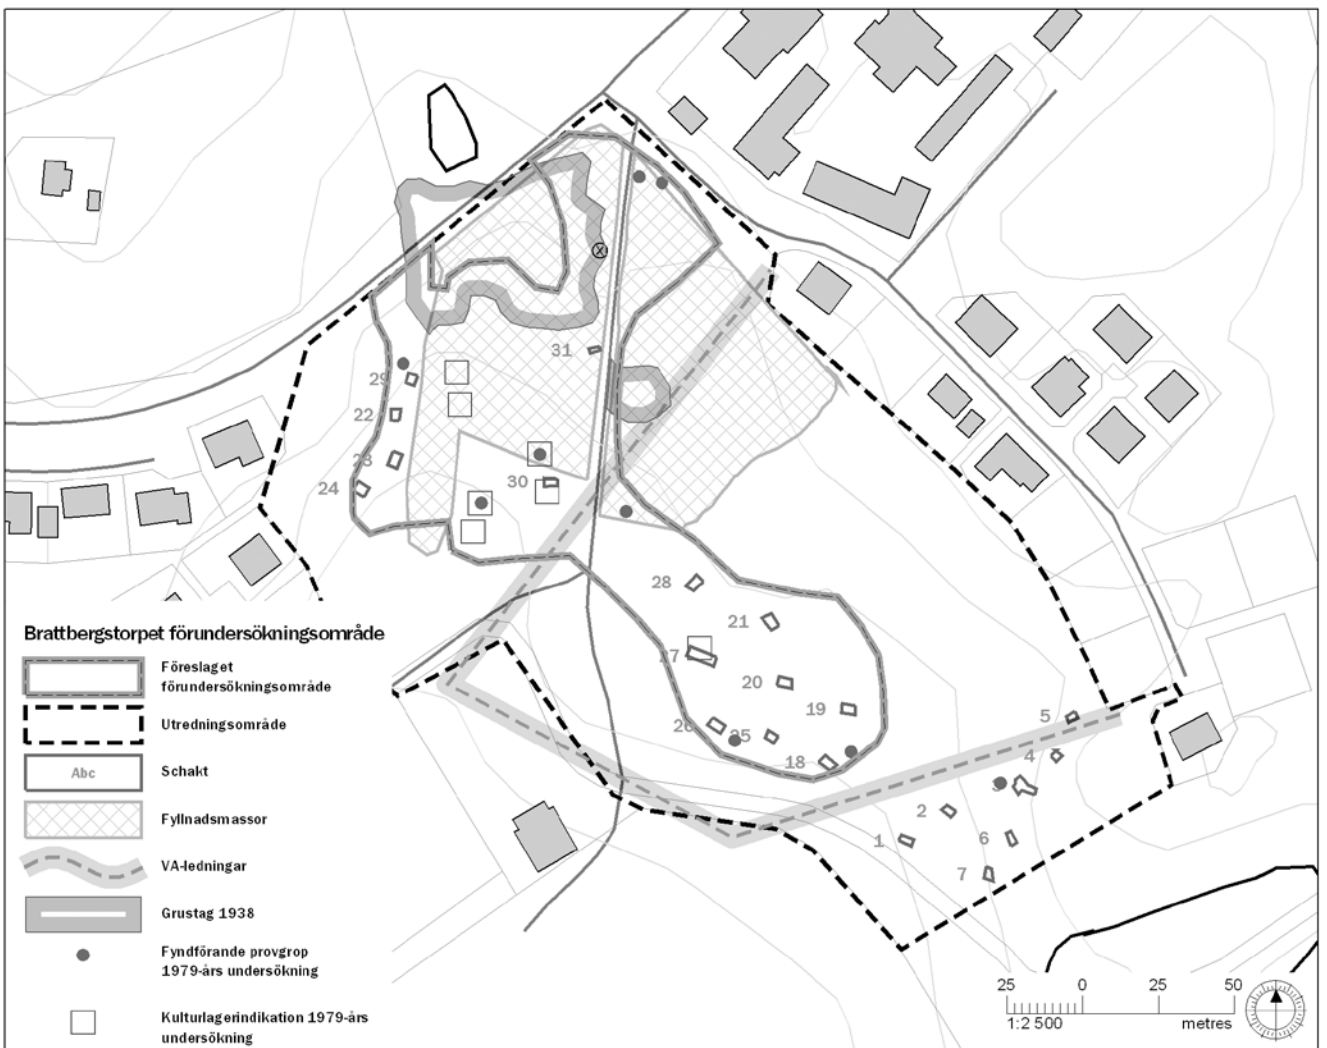 31
29
22
23
24
30
28
21
27
20
19
26
25
18
5
4
3
2
1
6
7
Brattbergstorpet förundersökningsområde
Föreslaget
förundersökningsområde
Utredningsområde
Abc
Schakt
Fyllnadsmassor
VA-ledningar
Grustag 1938
Fyndförande provgrop
1979-års undersökning
Kulturlagerindikation 1979-års
undersökning
25 0 25 50
1:2 500 metres
X